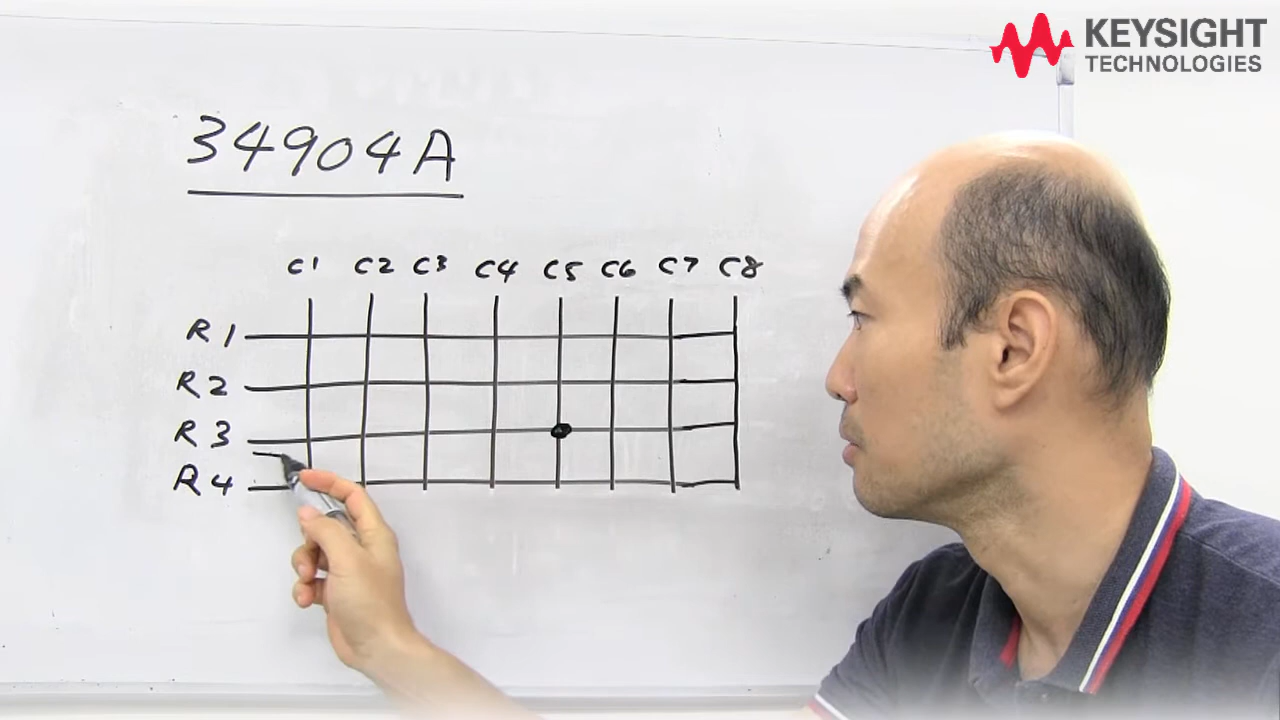 KEYSIGHT
TECHNOLOGIES
34904A
C1 C2 C3 C4 C5 C6 C7 C8
R1
R2
R3
R4